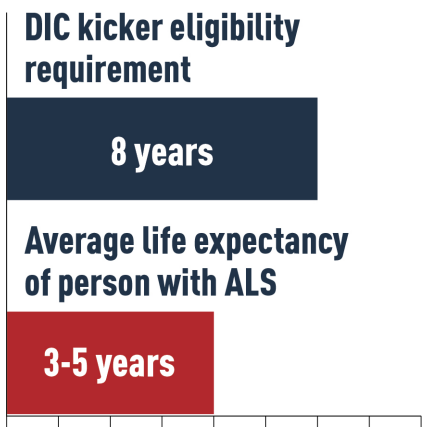 DIC kicker eligibility
requirement
8 years
Average life expectancy
of person with ALS
3-5 years